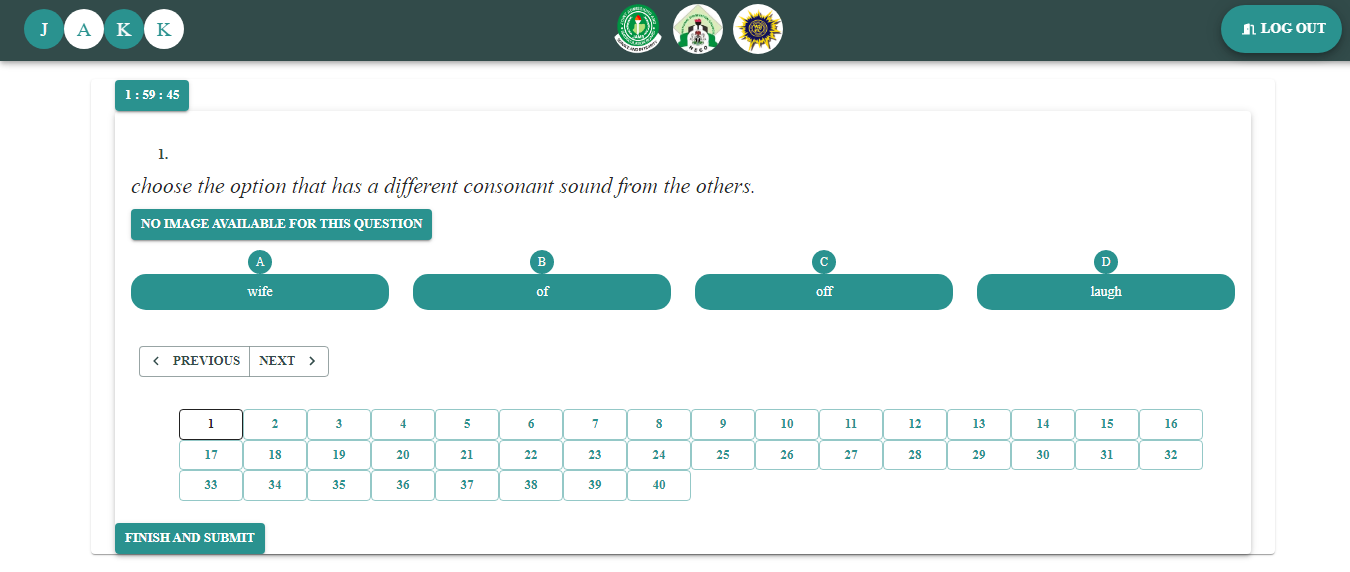 J A K K
LOG OUT
1 : 59 : 45
1.
choose the option that has a different consonant sound from the others.
NO IMAGE AVAILABLE FOR THIS QUESTION
A B C D
wife of off laugh
PREVIOUS NEXT
1 2 3 4 5 6 7 8 9 10 11 12 13 14 15 16
17 18 19 20 21 22 23 24 25 26 27 28 29 30 31 32
33 34 35 36 37 38 39 40
FINISH AND SUBMIT